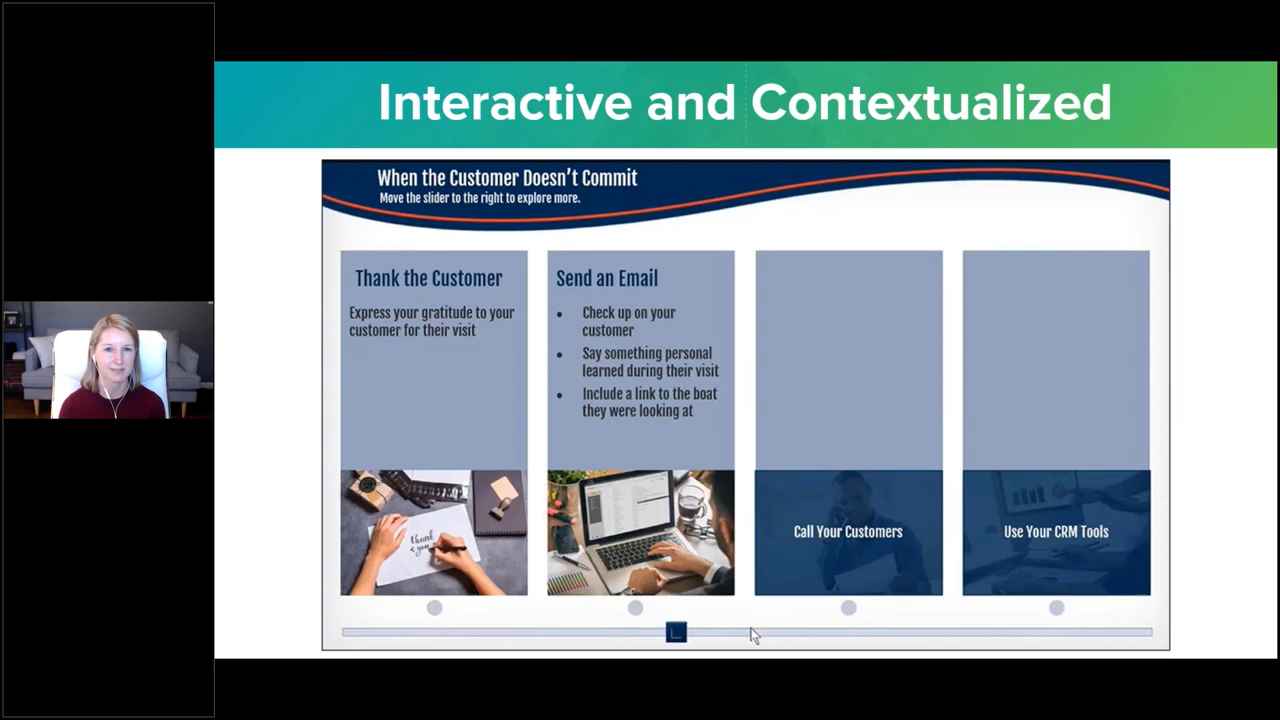 Interactive and Contextualized
When the Customer Doesn't Commit
Move the slider to the right to explore more.
Thank the Customer
Express your gratitude to your
customer for their visit
Send an Email
• Check up on your
customer
• Say something personal
learned during their visit
• Include a link to the boat
they were looking at
thank
you
Call Your Customers
Use Your CRM Tools